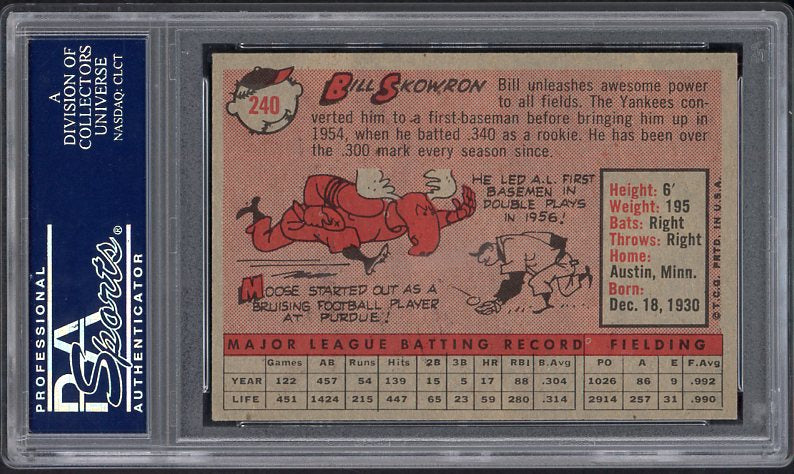 A
DIVISION OF
COLLECTORS
UNIVERSE
NASDAQ: CLCT
PROFESSIONAL
PSA
Sports®
AUTHENTICATOR
240
BILL SKOWRON
Bill unleashes awesome power
to all fields. The Yankees con-
verted him to a first-baseman before bringing him up in
1954, when he batted .340 as a rookie. He has been over
the .300 mark every season since.
HE LED A.L. FIRST
BASEMEN IN
DOUBLE PLAYS
IN 1956!
MOOSE STARTED OUT AS A
BRUISING FOOTBALL PLAYER
AT PURDUE!
Height: 6'
Weight: 195
Bats: Right
Throws: Right
Home:
Austin, Minn.
Born:
Dec. 18, 1930
©T.C.G. PRTD. IN U.S.A.
MAJOR LEAGUE BATTING RECORD FIELDING
Games AB Runs Hits 2B 3B HR RBI B.Avg PO A E F.Avg
YEAR 122 457 54 139 15 5 17 88 .304 1026 86 9 .992
LIFE 451 1424 215 447 65 23 59 280 .314 2914 257 31 .990